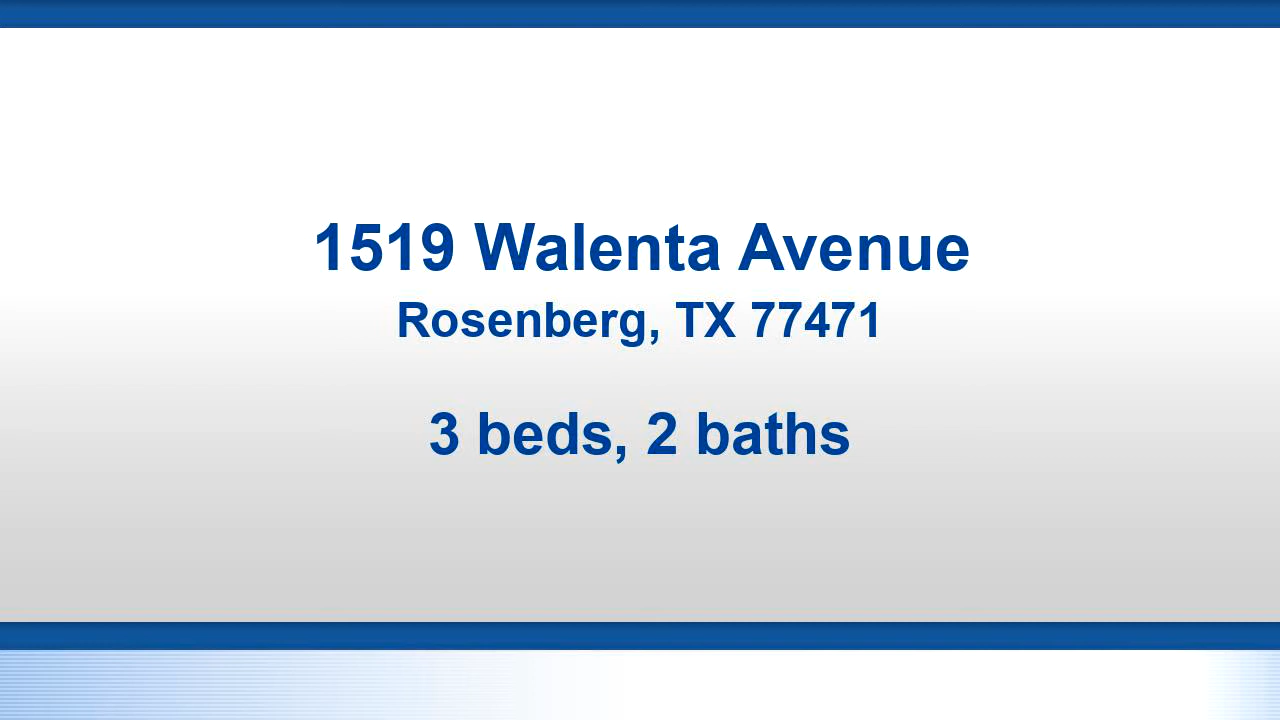 1519 Walenta Avenue
Rosenberg, TX 77471
3 beds, 2 baths